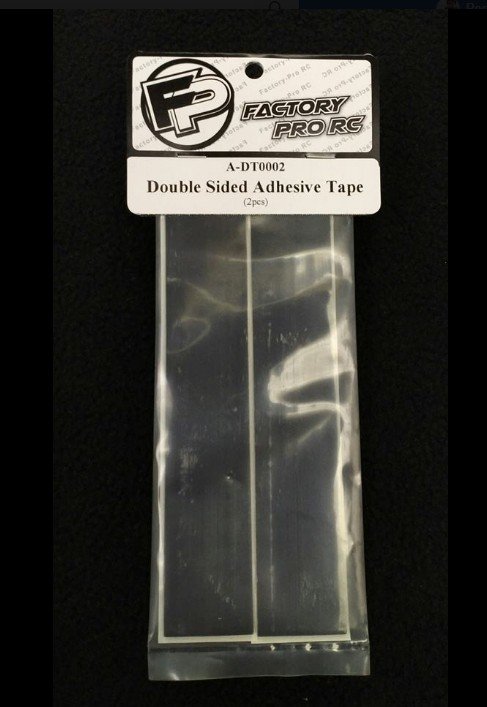 FP
FACTORY
PRO RC
A-DT0002
Double Sided Adhesive Tape
(2pcs)